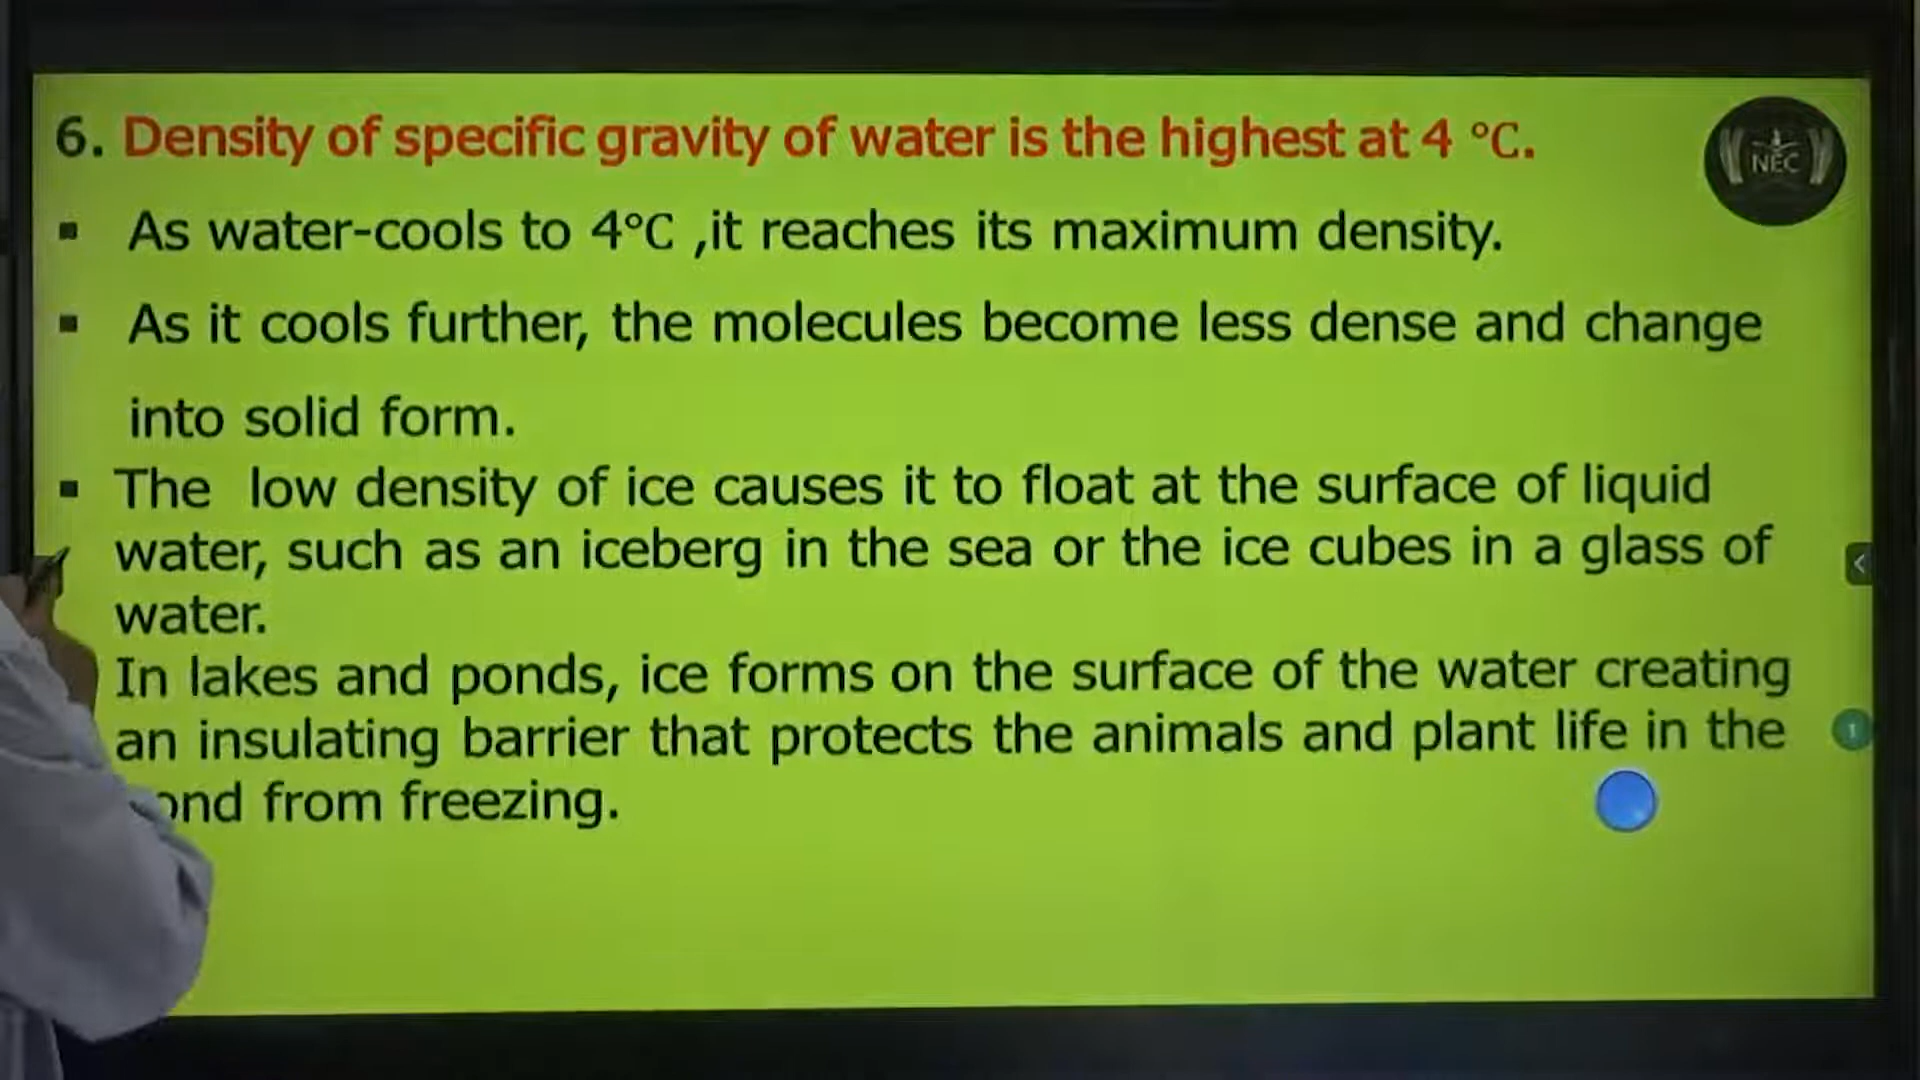 6. Density of specific gravity of water is the highest at 4 °C.
NEC
▪ As water-cools to 4°C ,it reaches its maximum density.
▪ As it cools further, the molecules become less dense and change
into solid form.
▪ The low density of ice causes it to float at the surface of liquid
water, such as an iceberg in the sea or the ice cubes in a glass of
water.
In lakes and ponds, ice forms on the surface of the water creating
an insulating barrier that protects the animals and plant life in the
from freezing.
1